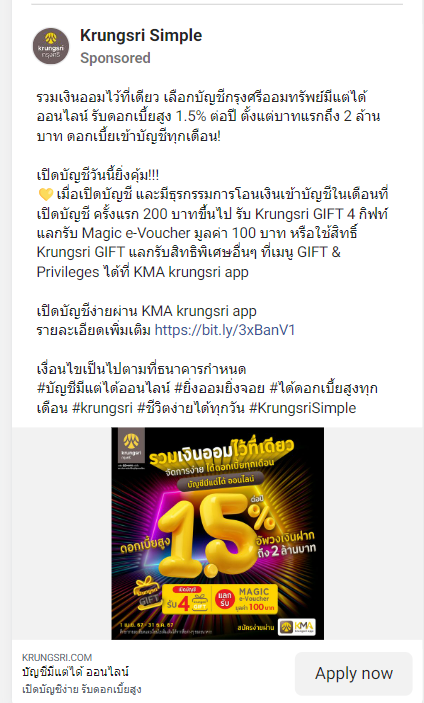 Krungsri Simple
Sponsored
รวมเงินออมไว้ที่เดียว เลือกบัญชีกรุงศรีออมทรัพย์มีแต่ได้
ออนไลน์ รับดอกเบี้ยสูง 1.5% ต่อปี ตั้งแต่บาทแรกถึง 2 ล้าน
บาท ดอกเบี้ยเข้าบัญชีทุกเดือน!
เปิดบัญชีวันนี้ยิ่งคุ้ม!!!
💛เมื่อเปิดบัญชี และมีธุรกรรมการโอนเงินเข้าบัญชีในเดือนที่
เปิดบัญชี ครั้งแรก 200 บาทขึ้นไป รับ Krungsri GIFT 4 กิฟท์
แลกรับ Magic e-Voucher มูลค่า 100 บาท หรือใช้สิทธิ์
Krungsri GIFT แลกรับสิทธิพิเศษอื่นๆ ที่เมนู GIFT &
Privileges ได้ที่ KMA krungsri app
เปิดบัญชีง่ายผ่าน KMA krungsri app
รายละเอียดเพิ่มเติม https://bit.ly/3xBanV1
เงื่อนไขเป็นไปตามที่ธนาคารกำหนด
#บัญชีมีแต่ได้ออนไลน์ #ยิ่งออมยิ่งจอย #ได้ดอกเบี้ยสูงทุก
เดือน #krungsri #ชีวิตง่ายได้ทุกวัน #KrungsriSimple
krungsri
กรุงศรี
รวมเงินออมไว้ที่เดียว
จัดการง่าย ได้ดอกเบี้ยทุกเดือน
บัญชีมีแต่ได้ ออนไลน์
ดอกเบี้ยสูง 1.5% ต่อปี
อัพวงเงินฝาก
ถึง 2 ล้านบาท
krungsri GIFT
เปิดบัญชี
รับ 4
แลกรับ
MAGIC
e-Voucher
มูลค่า 100 บาท
1 เม.ย. 67 - 31 ธ.ค. 67
สมัครง่ายผ่าน KMA
KRUNGSRI.COM
บัญชีมีแต่ได้ ออนไลน์
เปิดบัญชีง่าย รับดอกเบี้ยสูง
Apply now